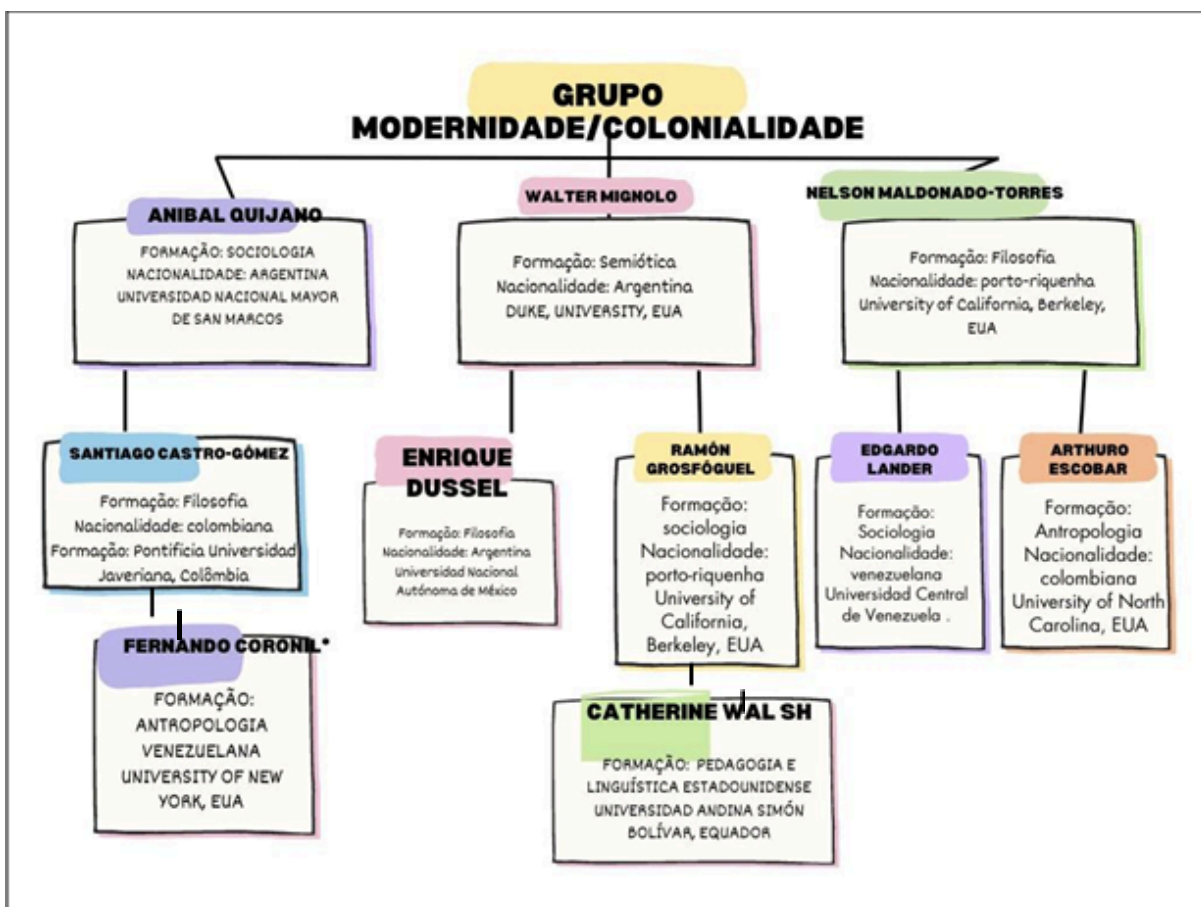 GRUPO
MODERNIDADE/COLONIALIDADE
ANIBAL QUIJANO
FORMAÇÃO: SOCIOLOGIA
NACIONALIDADE: ARGENTINA
UNIVERSIDAD NACIONAL MAYOR
DE SAN MARCOS
WALTER MIGNOLO
Formação: Semiótica
Nacionalidade: Argentina
DUKE, UNIVERSITY, EUA
NELSON MALDONADO-TORRES
Formação: Filosofia
Nacionalidade: porto-riquenha
University of California, Berkeley,
EUA
SANTIAGO CASTRO-GÓMEZ
Formação: Filosofia
Nacionalidade: colombiana
Formação: Pontificia Universidad
Javeriana, Colômbia
ENRIQUE
DUSSEL
Formação: Filosofia
Nacionalidade: Argentina
Universidad Nacional
Autónoma de México
RAMÓN
GROSFÓGUEL
Formação:
sociologia
Nacionalidade:
porto-riquenha
University of
California,
Berkeley, EUA
EDGARDO
LANDER
Formação:
Sociologia
Nacionalidade:
venezuelana
Universidad Central
de Venezuela .
ARTHURO
ESCOBAR
Formação:
Antropologia
Nacionalidade:
colombiana
University of North
Carolina, EUA
FERNANDO CORONIL*
FORMAÇÃO:
ANTROPOLOGIA
VENEZUELANA
UNIVERSITY OF NEW
YORK, EUA
CATHERINE WAL SH
FORMAÇÃO: PEDAGOGIA E
LINGUÍSTICA ESTADOUNIDENSE
UNIVERSIDAD ANDINA SIMÓN
BOLÍVAR, EQUADOR